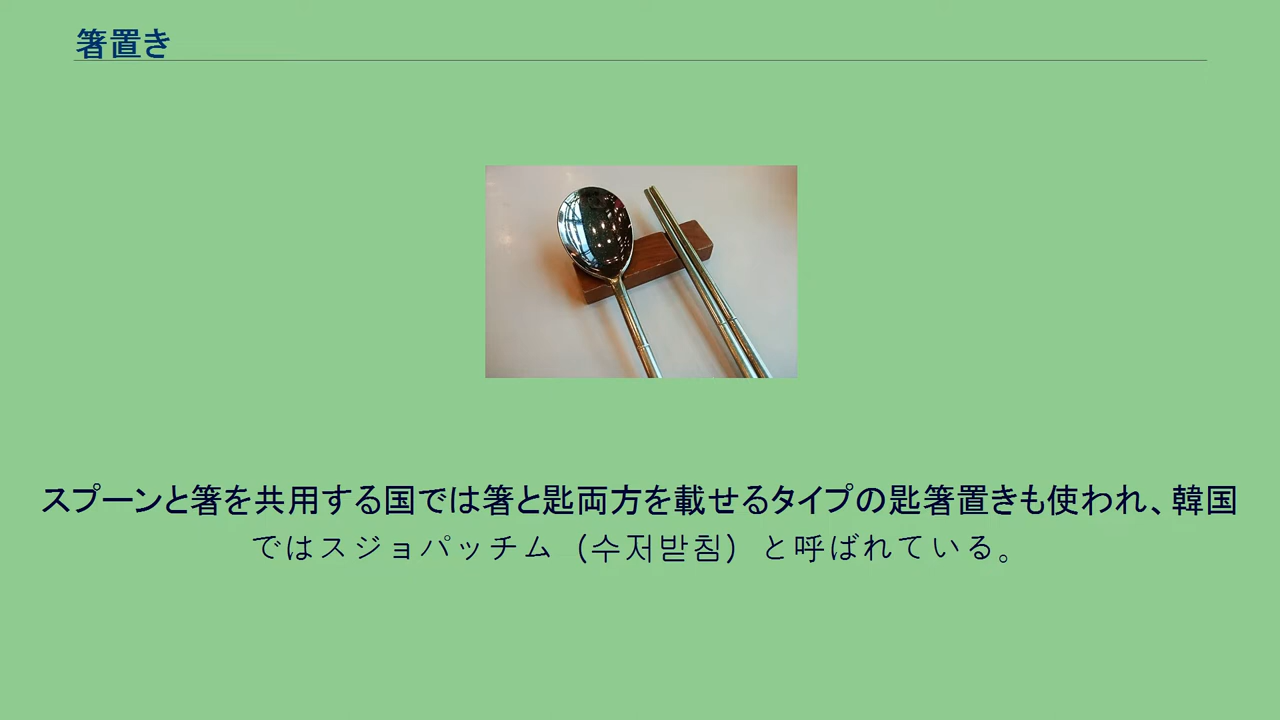 箸置き
スプーンと箸を共用する国では箸と匙両方を載せるタイプの匙箸置きも使われ、韓国
ではスジョパッチム（수저받침）と呼ばれている。